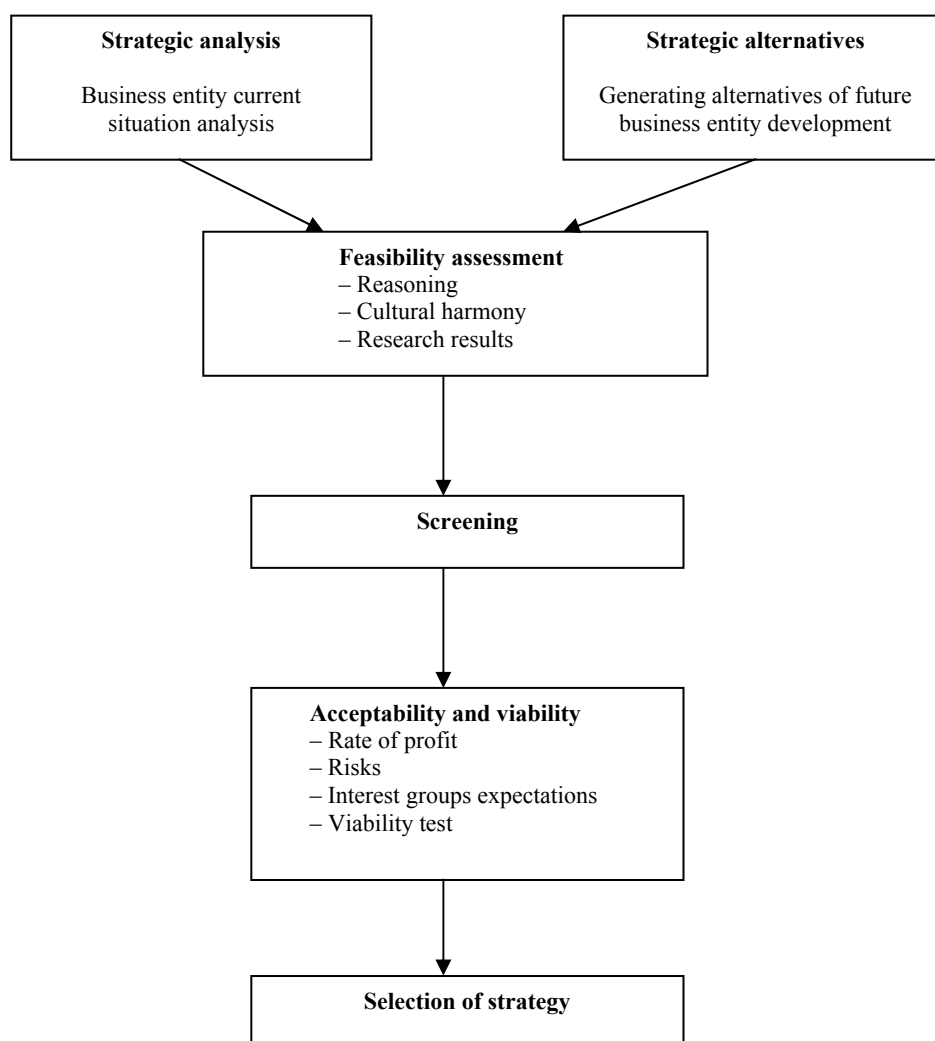 Strategic analysis
Business entity current
situation analysis
Strategic alternatives
Generating alternatives of future
business entity development
Feasibility assessment
– Reasoning
– Cultural harmony
– Research results
Screening
Acceptability and viability
– Rate of profit
– Risks
– Interest groups expectations
– Viability test
Selection of strategy